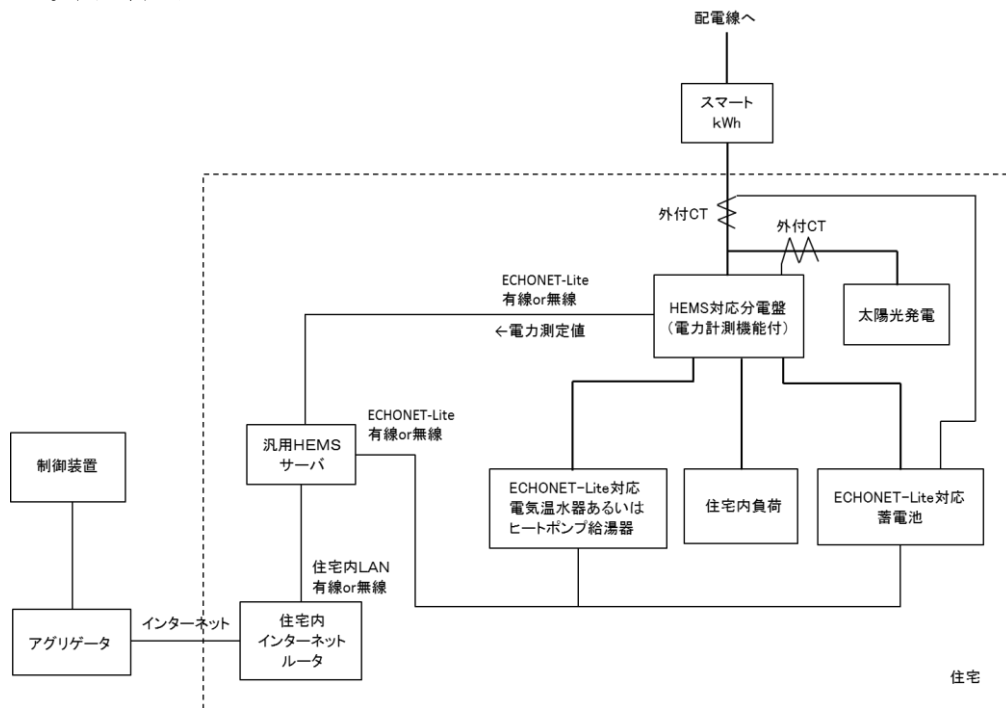 配電線へ
スマート
kWh
外付CT
外付CT
ECHONET-Lite
有線or無線
←電力測定値
HEMS対応分電盤
（電力計測機能付）
太陽光発電
ECHONET-Lite
有線or無線
汎用HEMS
サーバ
制御装置
ECHONET-Lite対応
電気温水器あるいは
ヒートポンプ給湯器
住宅内負荷
ECHONET-Lite対応
蓄電池
住宅内LAN
有線or無線
アグリゲータ
インターネット
住宅内
インターネット
ルータ
住宅